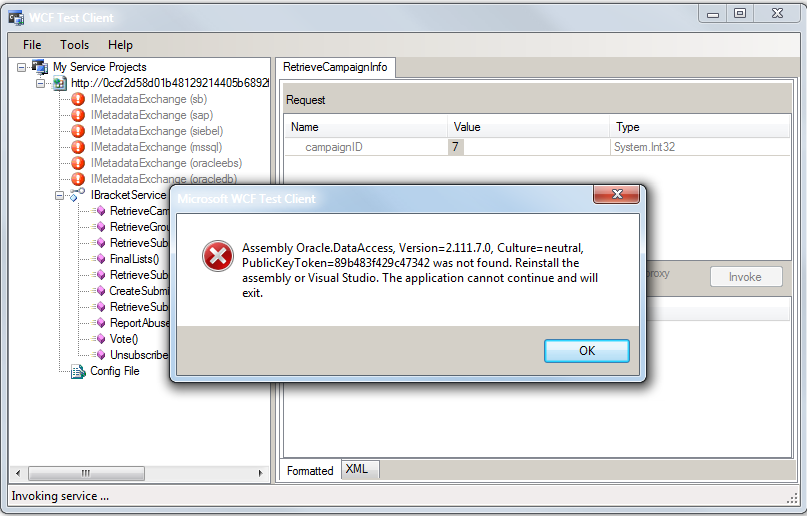 WCF Test Client
File Tools Help
My Service Projects
http://0ccf2d58d01b48129214405b6892f
IMetadataExchange (sb)
IMetadataExchange (sap)
IMetadataExchange (siebel)
IMetadataExchange (mssql)
IMetadataExchange (oracleebs)
IMetadataExchange (oracledb)
IBracketService
RetrieveCam
RetrieveGrou
RetrieveSub
FinalLists()
RetrieveSub
CreateSubmi
RetrieveSub
ReportAbuse
Vote()
Unsubscribe
Config File
RetrieveCampaignInfo
Request
Name Value Type
campaignID 7 System.Int32
Microsoft WCF Test Client
Assembly Oracle.DataAccess, Version=2.111.7.0, Culture=neutral,
PublicKeyToken=89b483f429c47342 was not found. Reinstall the
assembly or Visual Studio. The application cannot continue and will
exit.
OK
proxy
Invoke
Formatted XML
Invoking service ...